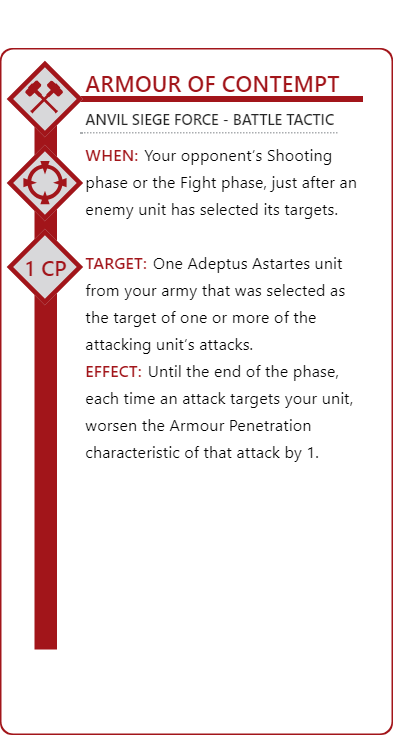 ARMOUR OF CONTEMPT
ANVIL SIEGE FORCE - BATTLE TACTIC
WHEN: Your opponent’s Shooting
phase or the Fight phase, just after an
enemy unit has selected its targets.
1 CP
TARGET: One Adeptus Astartes unit
from your army that was selected as
the target of one or more of the
attacking unit’s attacks.
EFFECT: Until the end of the phase,
each time an attack targets your unit,
worsen the Armour Penetration
characteristic of that attack by 1.